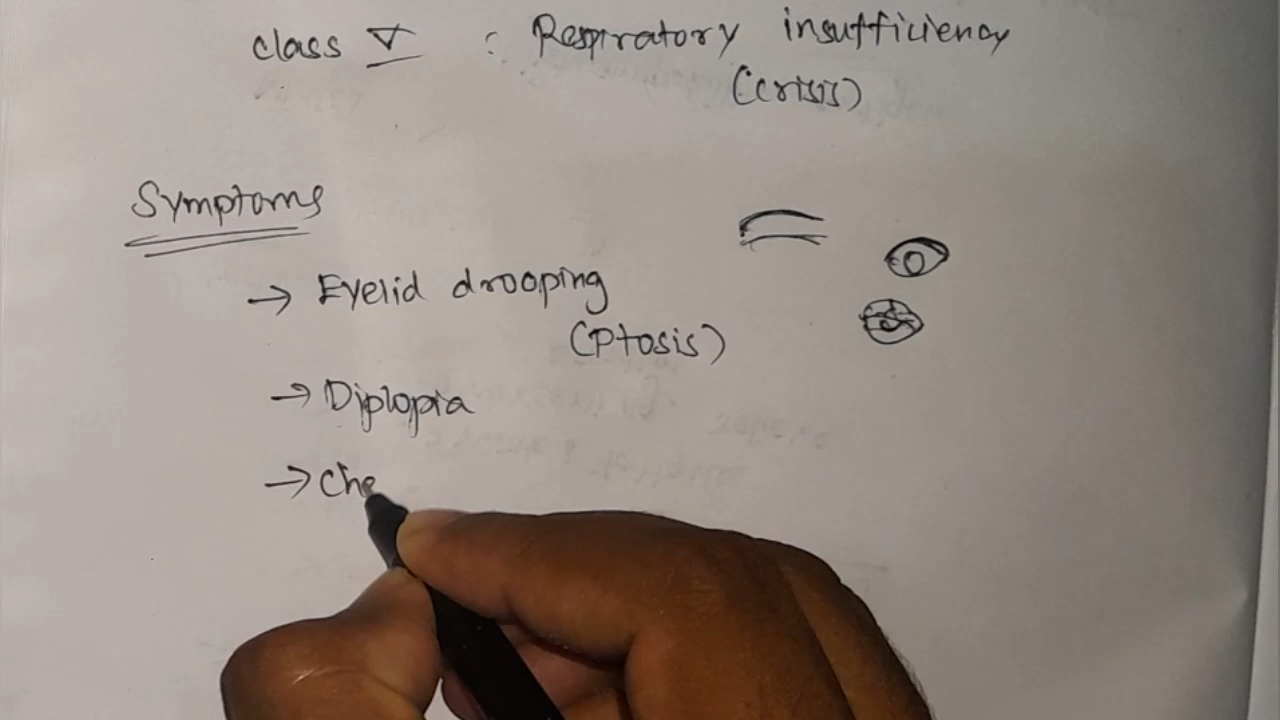 class V : Respiratory insufficiency
(crisis)
Symptoms
→ Eyelid drooping
(Ptosis)
→ Diplopia
→ Che